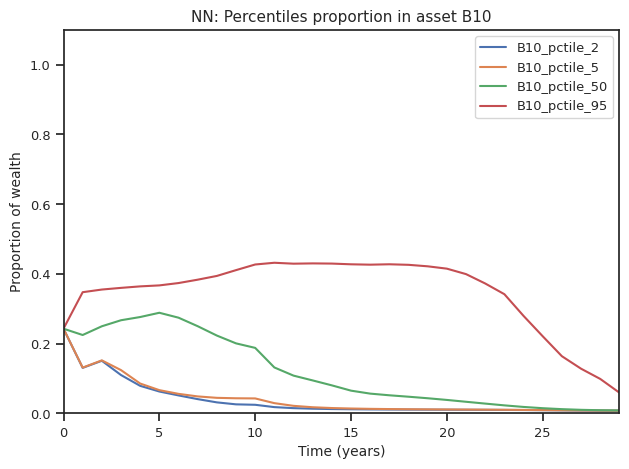 NN: Percentiles proportion in asset B10
B10_pctile_2
B10_pctile_5
B10_pctile_50
B10_pctile_95
Proportion of wealth
1.0
0.8
0.6
0.4
0.2
0.0
0 5 10 15 20 25
Time (years)